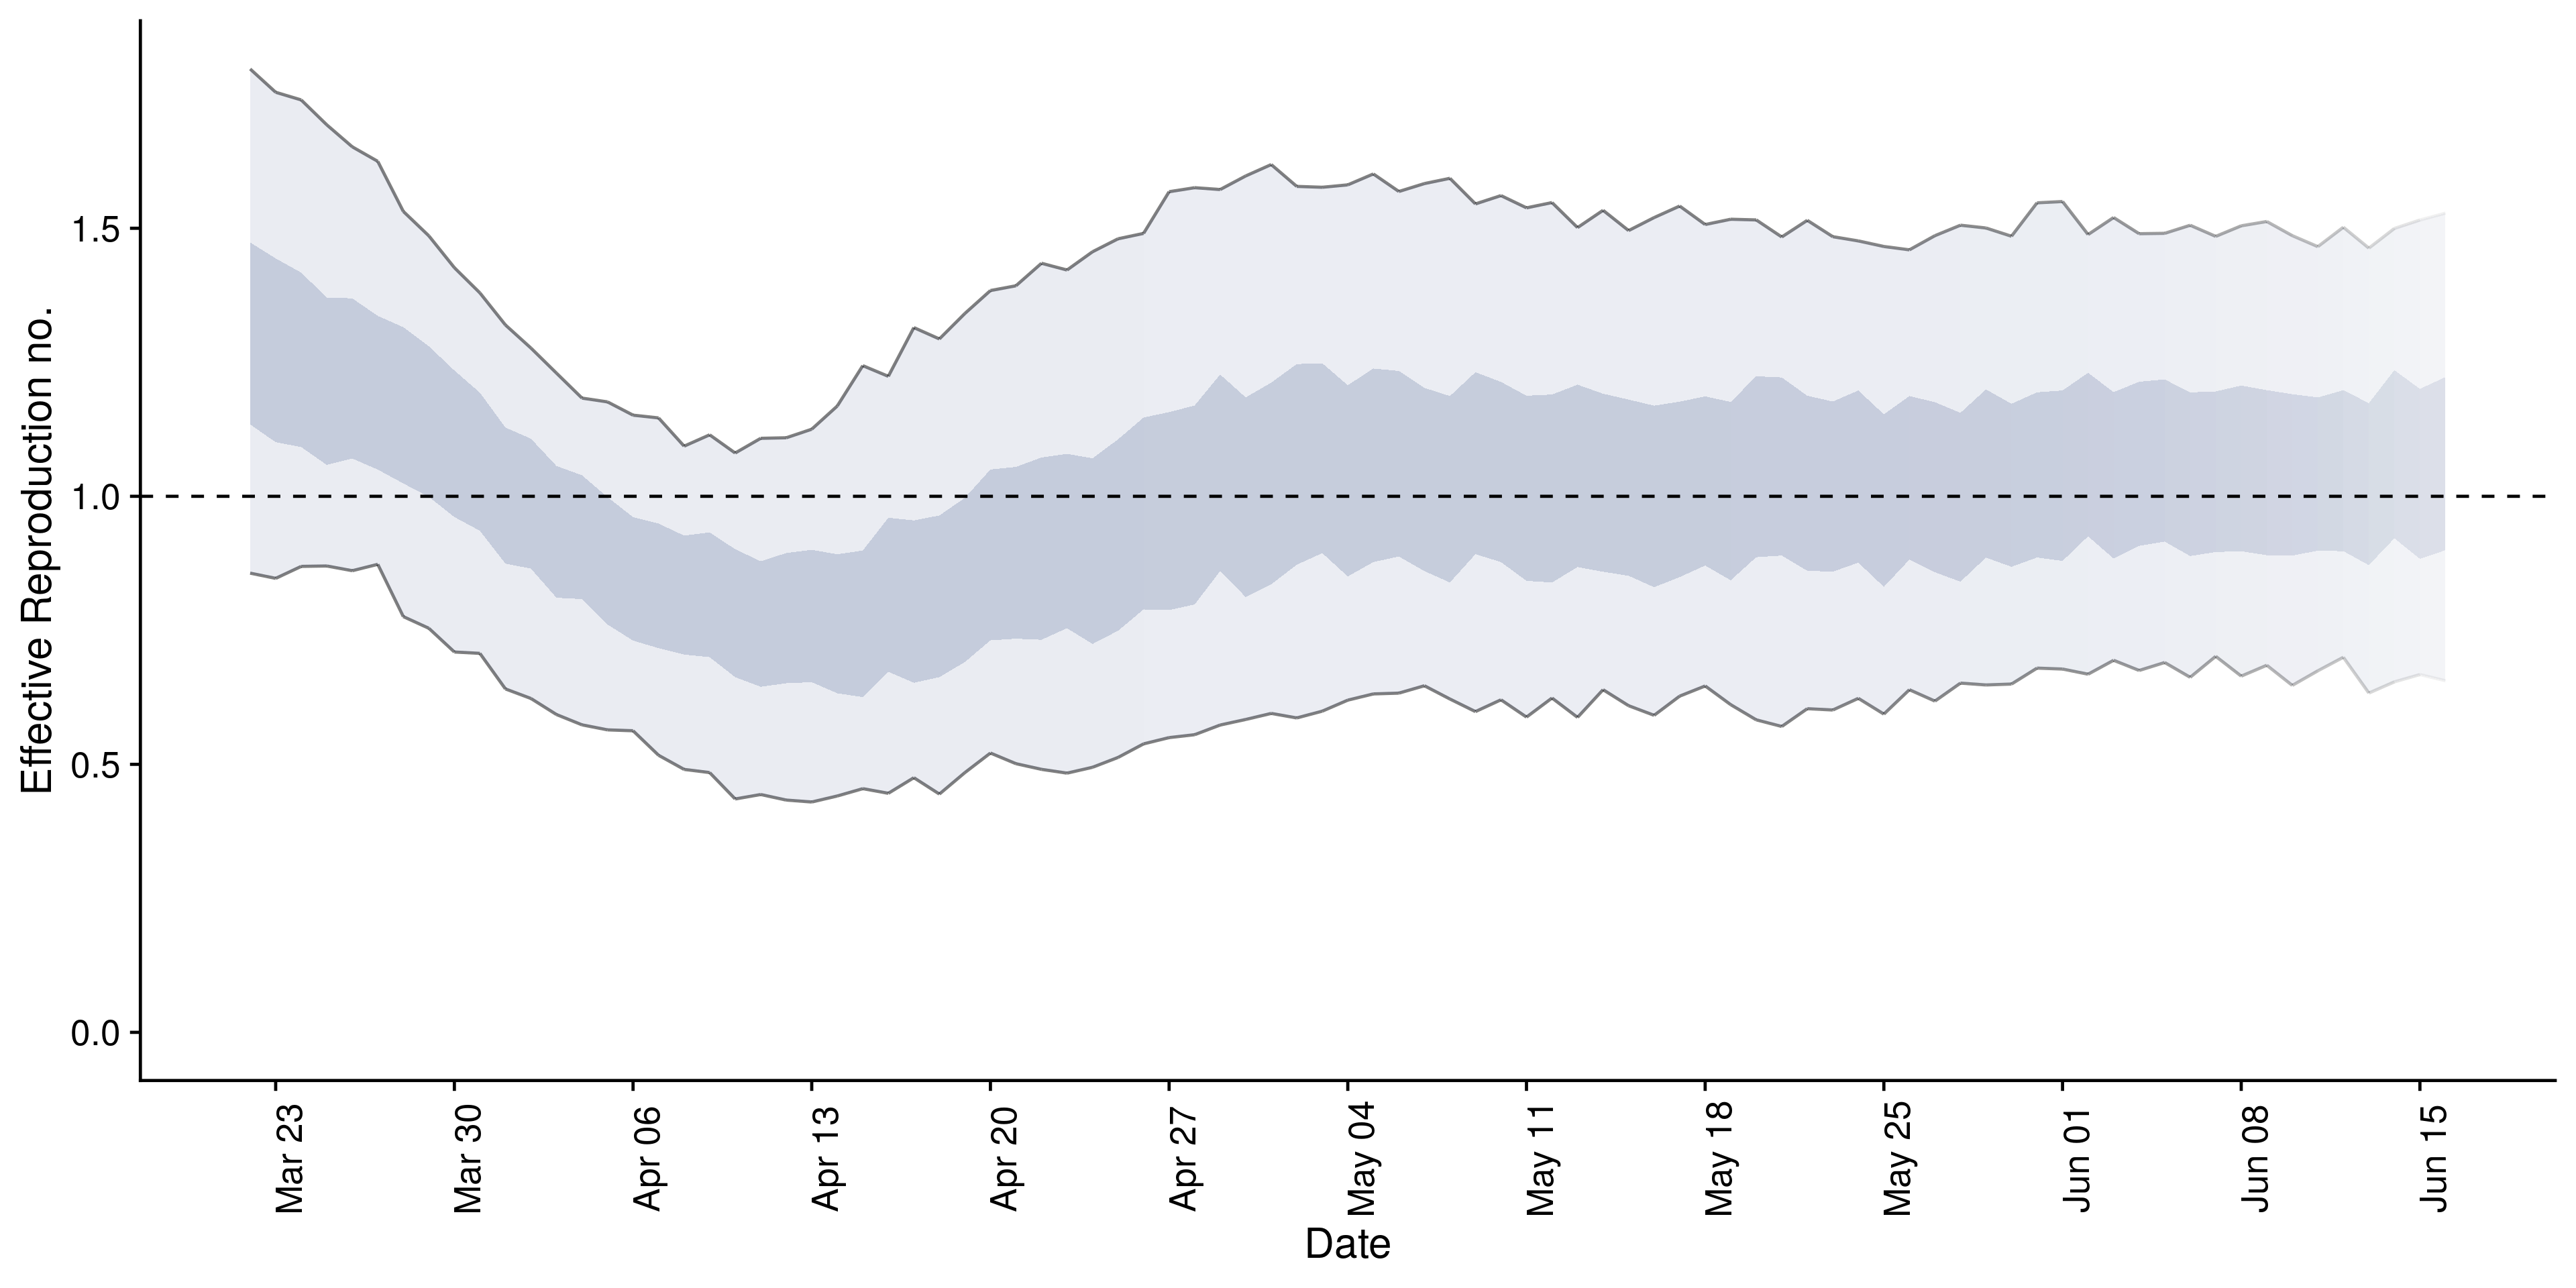 Effective Reproduction no.
1.5
1.0
0.5
0.0
Mar 23
Mar 30
Apr 06
Apr 13
Apr 20
Apr 27
May 04
May 11
May 18
May 25
Jun 01
Jun 08
Jun 15
Date